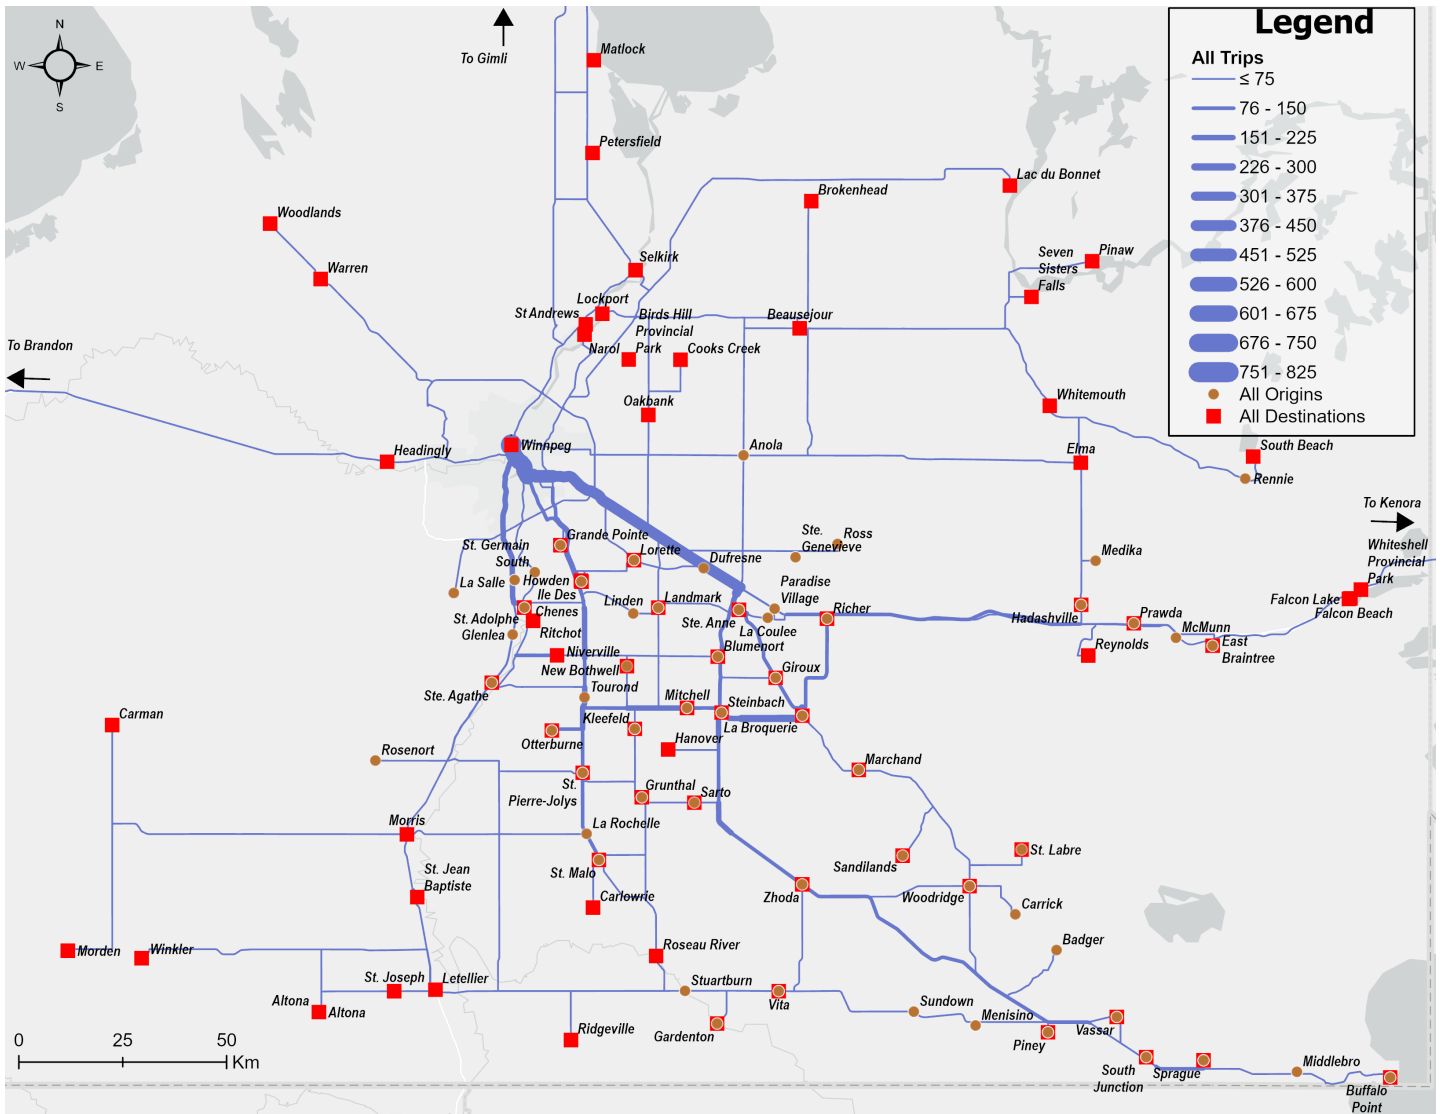 N
W
E
S
To Gimli
Matlock
Legend
All Trips
≤ 75
76 - 150
151 - 225
226 - 300
301 - 375
376 - 450
451 - 525
526 - 600
601 - 675
676 - 750
751 - 825
All Origins
All Destinations
Petersfield
Lac du Bonnet
Brokenhead
Woodlands
Seven
Sisters
Falls
Pinaw
Selkirk
Warren
Lockport
St Andrews
Birds Hill
Provincial
Park
Beausejour
Narol
Cooks Creek
To Brandon
Oakbank
Whitemouth
Winnpeg
Headingly
Anola
Elma
South Beach
Rennie
To Kenora
Grande Pointe
St. Germain
South
Lorette
Ste.
Genevieve
Ross
Dufresne
Medika
Whiteshell
Provincial
Park
La Salle
Howden
Ile Des
Chenes
Linden
Landmark
Paradise
Village
Richer
Falcon Lake
Falcon Beach
St. Adolphe
Glenlea
Ritchot
Ste. Anne
La Coulee
Hadashville
Prawda
McMunn
East
Braintree
Reynolds
Niverville
New Bothwell
Blumenort
Giroux
Ste. Agathe
Tourond
Mitchell
Steinbach
La Broquerie
Carman
Kleefeld
Otterburne
Hanover
Rosenort
Marchand
St.
Pierre-Jolys
Grunthal
Sarto
Morris
La Rochelle
St. Jean
Baptiste
St. Malo
Carlowrie
Sandilands
St. Labre
Zhoda
Woodridge
Carrick
Badger
Morden
Winkler
Roseau River
St. Joseph
Letellier
Stuartburn
Vita
Altona
Altona
Sundown
Menisino
Gardenton
Ridgeville
Piney
Vassar
South
Junction
Sprague
Middlebro
Buffalo
Point
0
25
50
Km